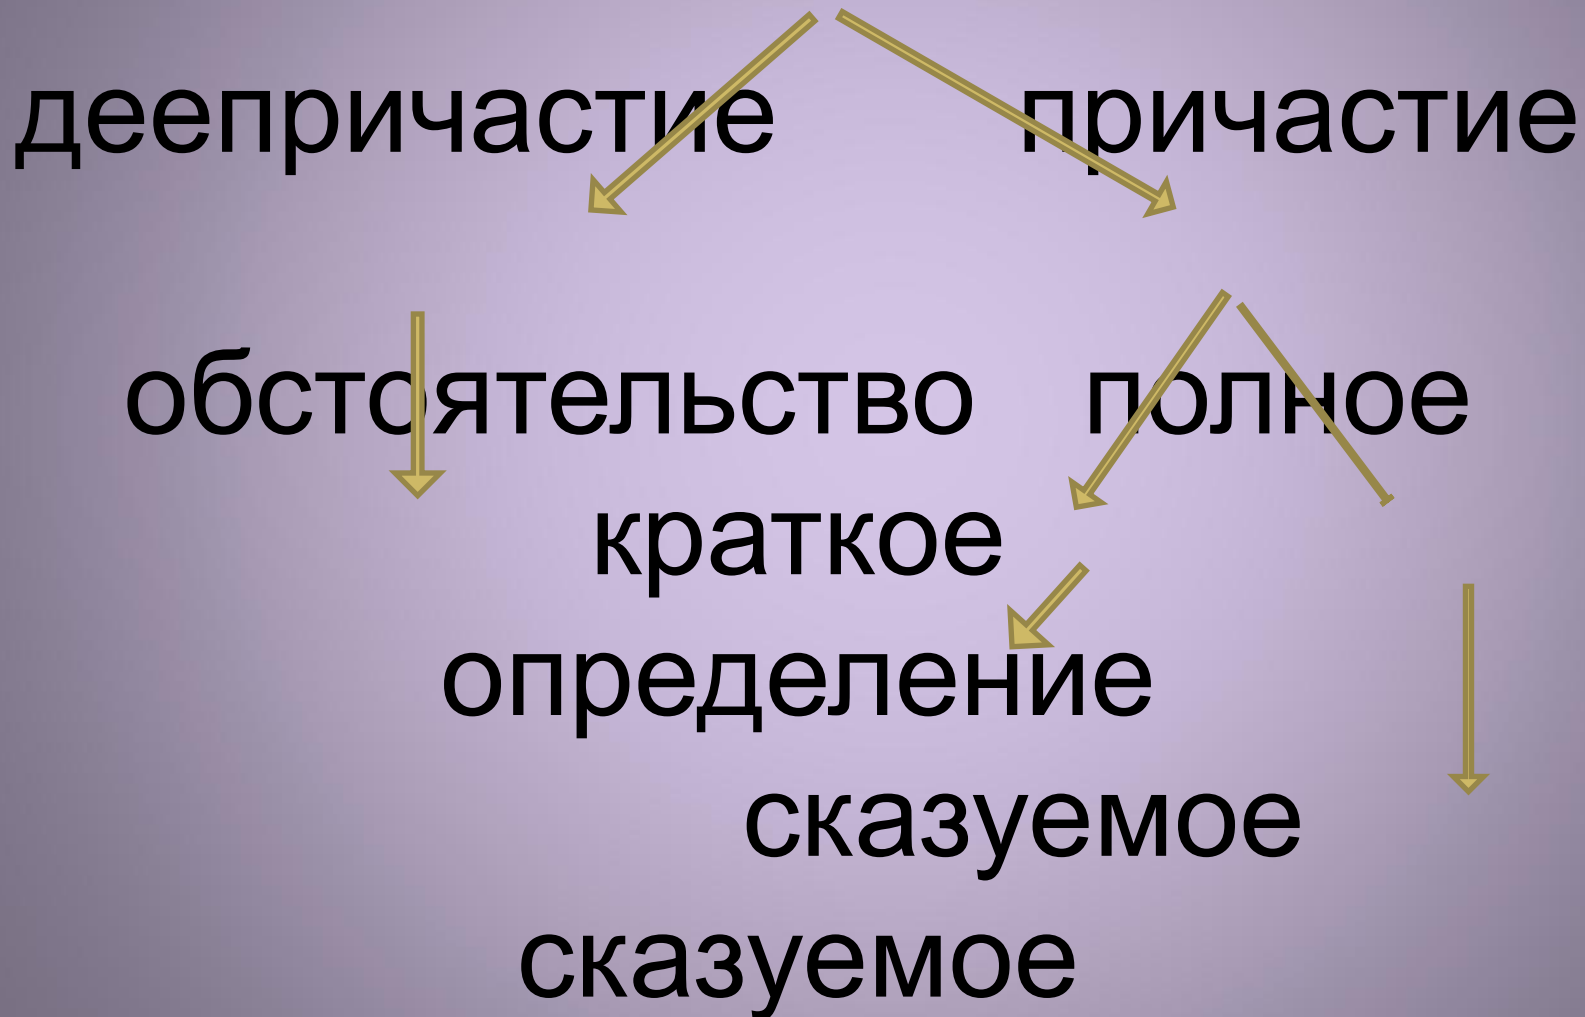 деепричастие причастие
обстоятельство полное
краткое
определение
сказуемое
сказуемое